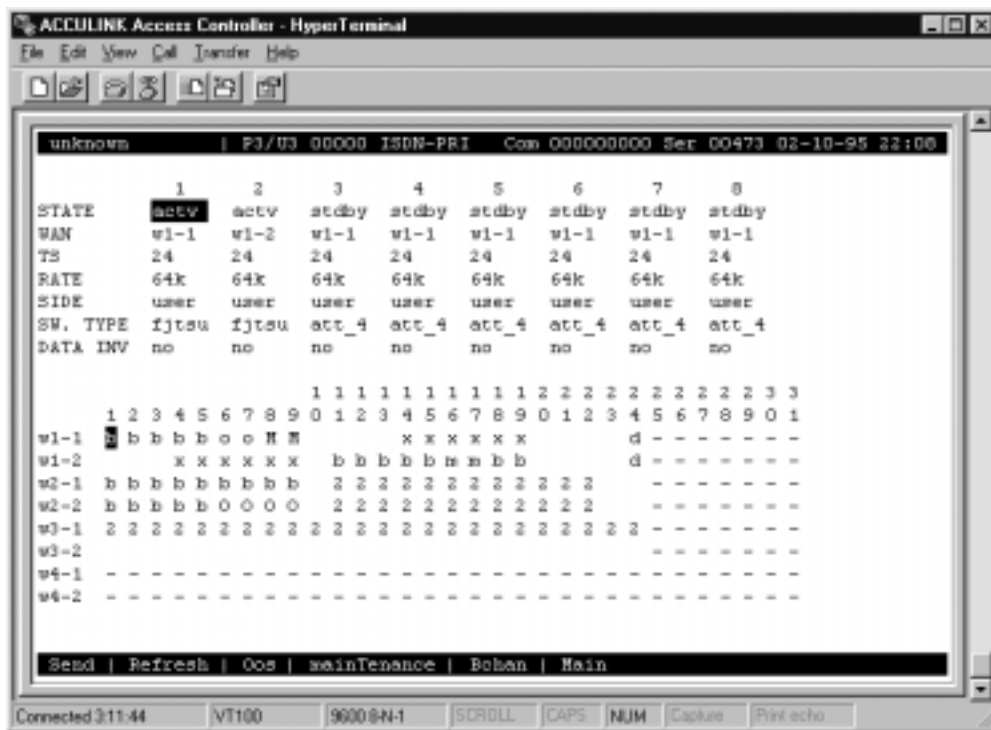 ACCULINK Access Controller - HyperTerminal
File Edit View Call Transfer Help
unknown | P3/U3 00000 ISDN-PRI Com 000000000 Ser 00473 02-10-95 22:08
1 2 3 4 5 6 7 8
STATE actv actv stdby stdby stdby stdby stdby stdby
WAN w1-1 w1-2 w1-1 w1-1 w1-1 w1-1 w1-1 w1-1
TS 24 24 24 24 24 24 24 24
RATE 64k 64k 64k 64k 64k 64k 64k 64k
SIDE user user user user user user user user
SW. TYPE fjtsu fjtsu att_4 att_4 att_4 att_4 att_4 att_4
DATA INV no no no no no no no no
1 1 1 1 1 1 1 1 1 1 2 2 2 2 2 2 2 2 2 2 3 3
1 2 3 4 5 6 7 8 9 0 1 2 3 4 5 6 7 8 9 0 1 2 3 4 5 6 7 8 9 0 1
w1-1 b b b b b o o M M x x x x x x d - - - - - - -
w1-2 x x x x x x b b b b b m m b b d - - - - - - -
w2-1 b b b b b b b b b 2 2 2 2 2 2 2 2 2 2 2 2 - - - - - - -
w2-2 b b b b b O O O O 2 2 2 2 2 2 2 2 2 2 2 2 - - - - - - -
w3-1 2 2 2 2 2 2 2 2 2 2 2 2 2 2 2 2 2 2 2 2 2 2 2 2 - - - - - - -
w3-2 - - - - - - -
w4-1 - - - - - - - - - - - - - - - - - - - - - - - - - - - - - - -
w4-2 - - - - - - - - - - - - - - - - - - - - - - - - - - - - - - -
Send | Refresh | Oos | mainTenance | Bchan | Main
Connected 3:11:44 VT100 9600 8-N-1 SCROLL CAPS NUM Capture Print echo